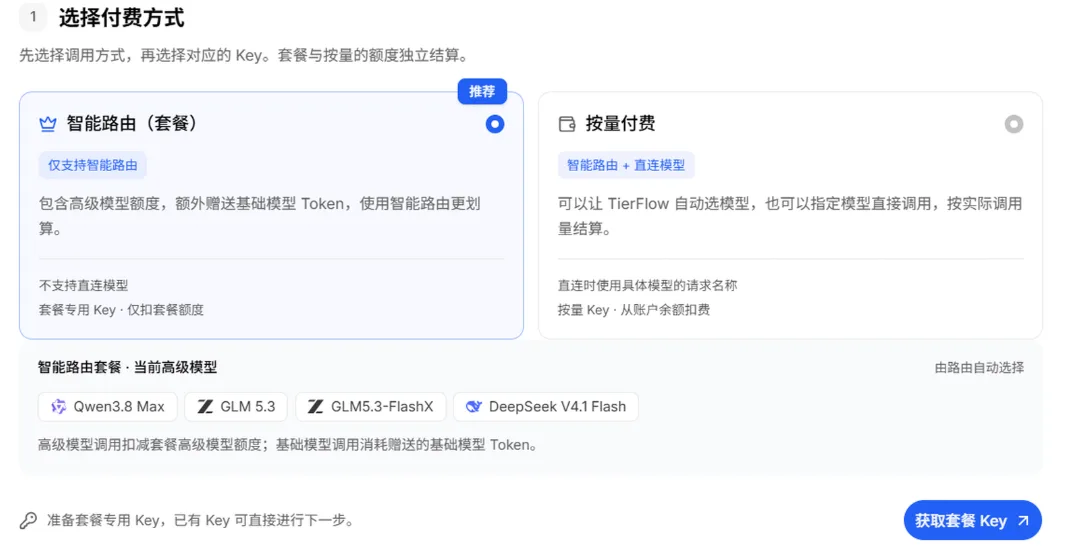 1 选择付费方式
先选择调用方式，再选择对应的 Key。套餐与按量的额度独立结算。
推荐
智能路由（套餐）
仅支持智能路由
包含高级模型额度，额外赠送基础模型 Token，使用智能路由更划
算。
不支持直连模型
套餐专用 Key · 仅扣套餐额度
按量付费
智能路由 + 直连模型
可以让 TierFlow 自动选模型，也可以指定模型直接调用，按实际调用
量结算。
直连时使用具体模型的请求名称
按量 Key · 从账户余额扣费
智能路由套餐 · 当前高级模型
由路由自动选择
Qwen3.8 Max
GLM 5.3
GLM5.3-FlashX
DeepSeek V4.1 Flash
高级模型调用扣减套餐高级模型额度；基础模型调用消耗赠送的基础模型 Token。
准备套餐专用 Key，已有 Key 可直接进行下一步。
获取套餐 Key